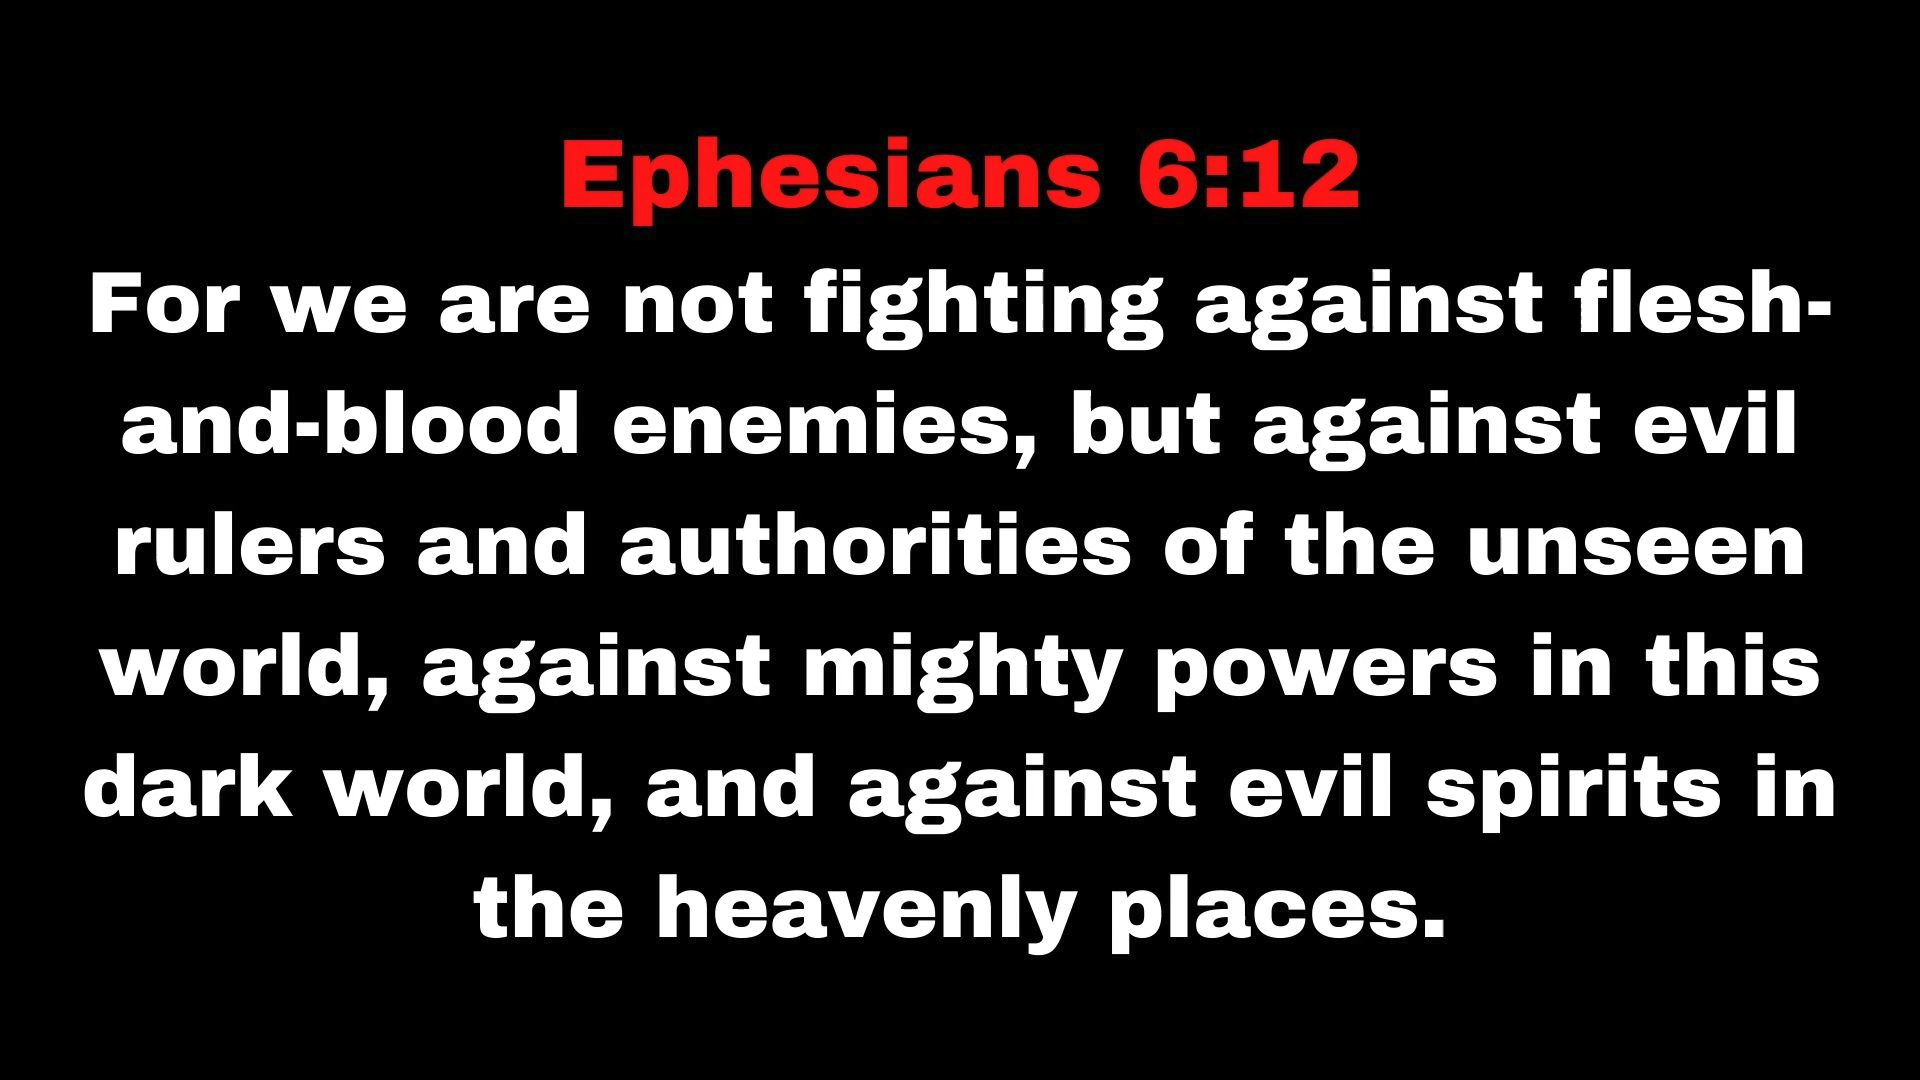 Ephesians 6:12
For we are not fighting against flesh-
and-blood enemies, but against evil
rulers and authorities of the unseen
world, against mighty powers in this
dark world, and against evil spirits in
the heavenly places.